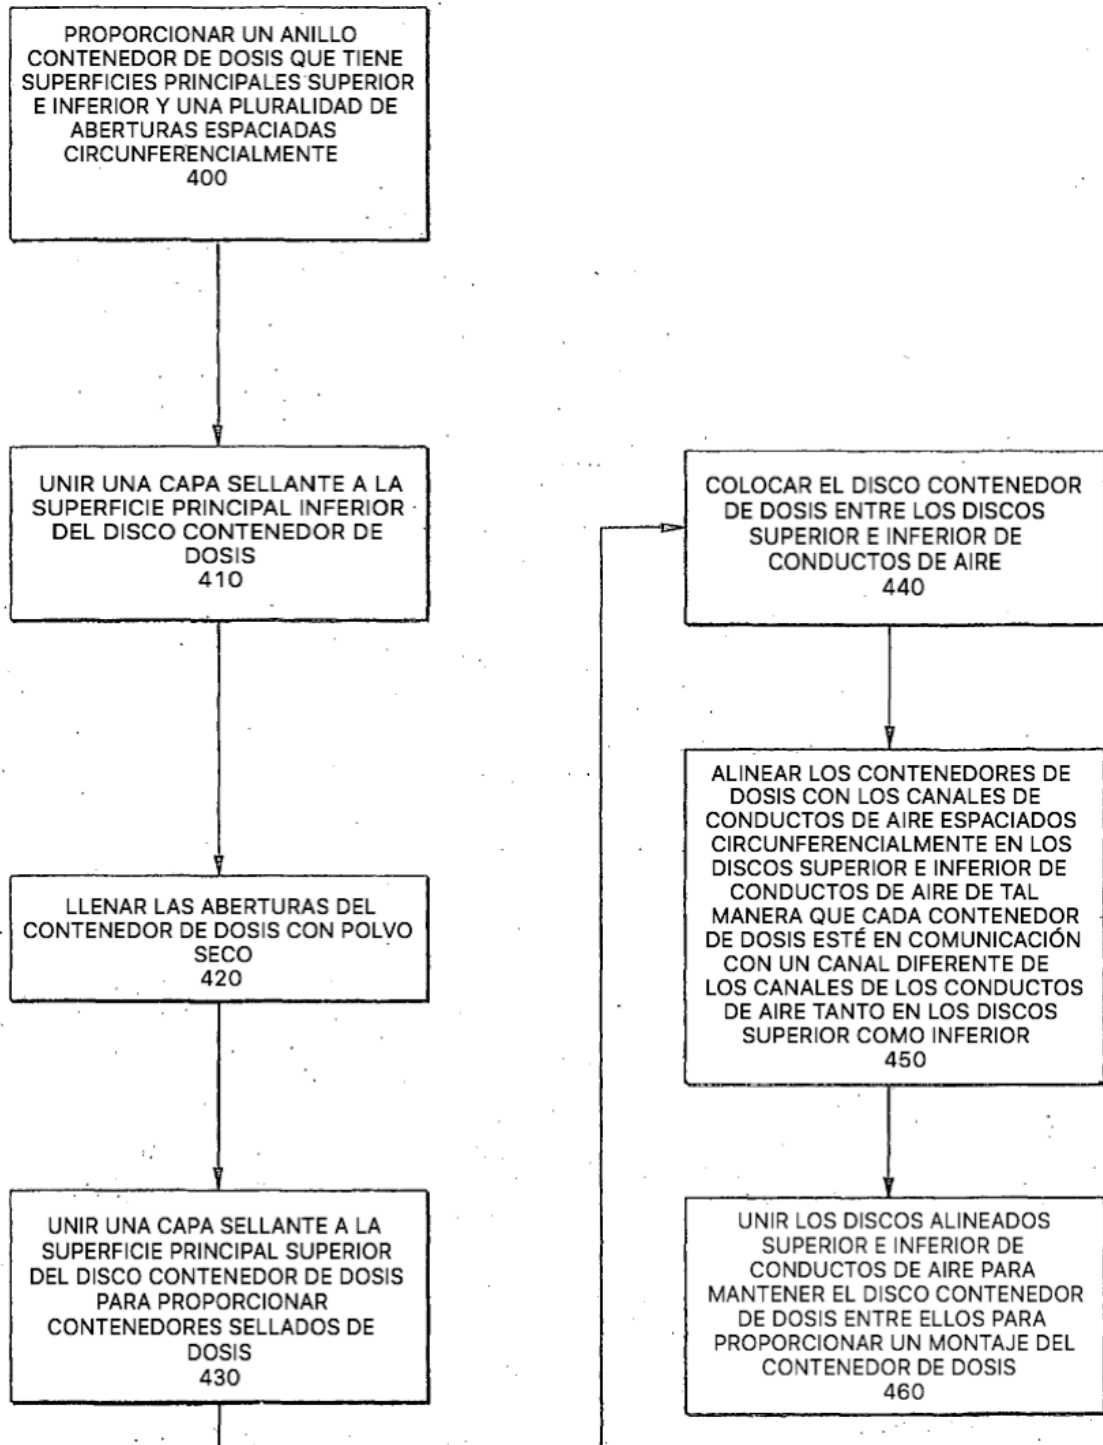 PROPORCIONAR UN ANILLO
CONTENEDOR DE DOSIS QUE TIENE
SUPERFICIES PRINCIPALES SUPERIOR
E INFERIOR Y UNA PLURALIDAD DE
ABERTURAS ESPACIADAS
CIRCUNFERENCIALMENTE
400
UNIR UNA CAPA SELLANTE A LA
SUPERFICIE PRINCIPAL INFERIOR
DEL DISCO CONTENEDOR DE
DOSIS
410
LLENAR LAS ABERTURAS DEL
CONTENEDOR DE DOSIS CON POLVO
SECO
420
UNIR UNA CAPA SELLANTE A LA
SUPERFICIE PRINCIPAL SUPERIOR
DEL DISCO CONTENEDOR DE DOSIS
PARA PROPORCIONAR
CONTENEDORES SELLADOS DE
DOSIS
430
COLOCAR EL DISCO CONTENEDOR
DE DOSIS ENTRE LOS DISCOS
SUPERIOR E INFERIOR DE
CONDUCTOS DE AIRE
440
ALINEAR LOS CONTENEDORES DE
DOSIS CON LOS CANALES DE
CONDUCTOS DE AIRE ESPACIADOS
CIRCUNFERENCIALMENTE EN LOS
DISCOS SUPERIOR E INFERIOR DE
CONDUCTOS DE AIRE DE TAL
MANERA QUE CADA CONTENEDOR
DE DOSIS ESTÉ EN COMUNICACIÓN
CON UN CANAL DIFERENTE DE
LOS CANALES DE LOS CONDUCTOS
DE AIRE TANTO EN LOS DISCOS
SUPERIOR COMO INFERIOR
450
UNIR LOS DISCOS ALINEADOS
SUPERIOR E INFERIOR DE
CONDUCTOS DE AIRE PARA
MANTENER EL DISCO CONTENEDOR
DE DOSIS ENTRE ELLOS PARA
PROPORCIONAR UN MONTAJE DEL
CONTENEDOR DE DOSIS
460